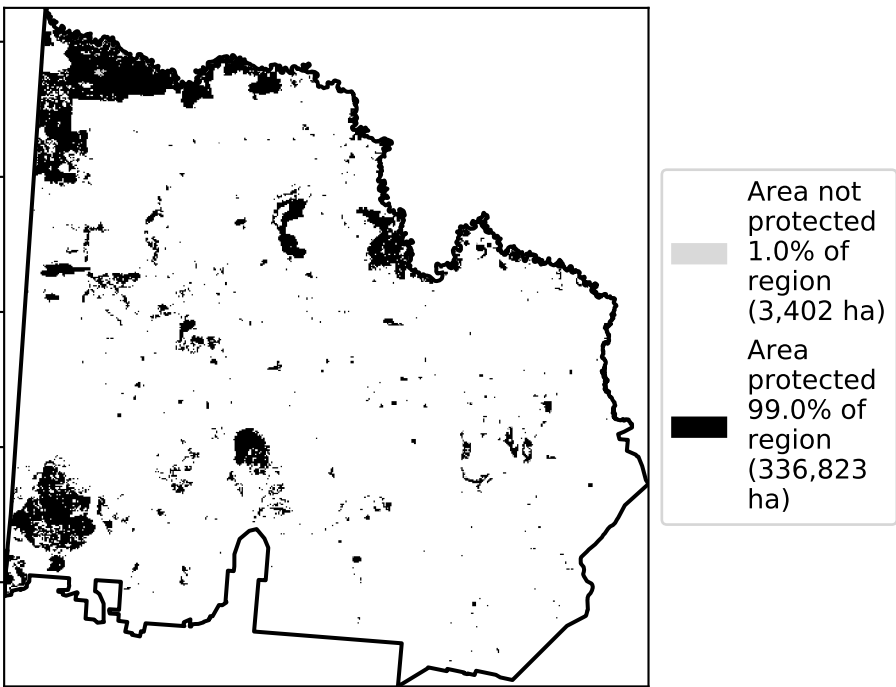 Area not
protected
1.0% of
region
(3,402 ha)
Area
protected
99.0% of
region
(336,823
ha)